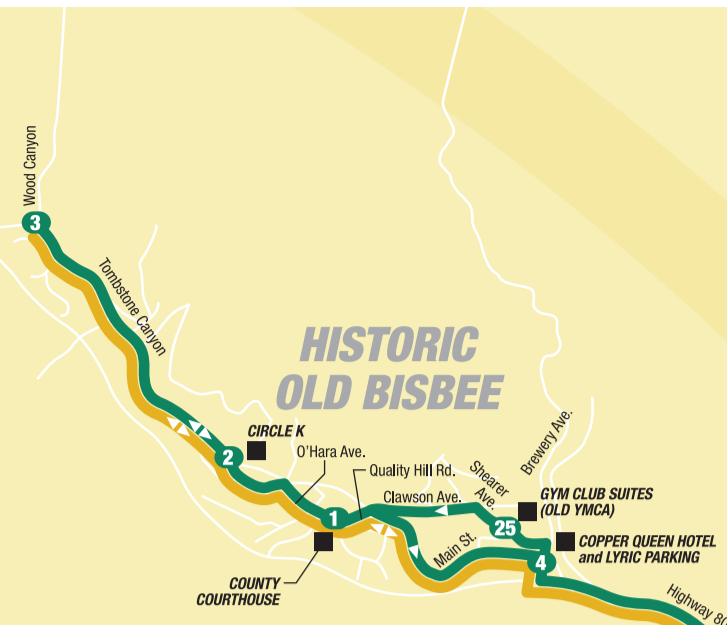 Wood Canyon
3
Tombstone Canyon
HISTORIC
OLD BISBEE
CIRCLE K
2
O'Hara Ave.
Quality Hill Rd.
Clawson Ave.
Shearer
Ave.
Brewery Ave.
GYM CLUB SUITES
(OLD YMCA)
1
25
COPPER QUEEN HOTEL
and LYRIC PARKING
Main St.
4
COUNTY
COURTHOUSE
Highway 80